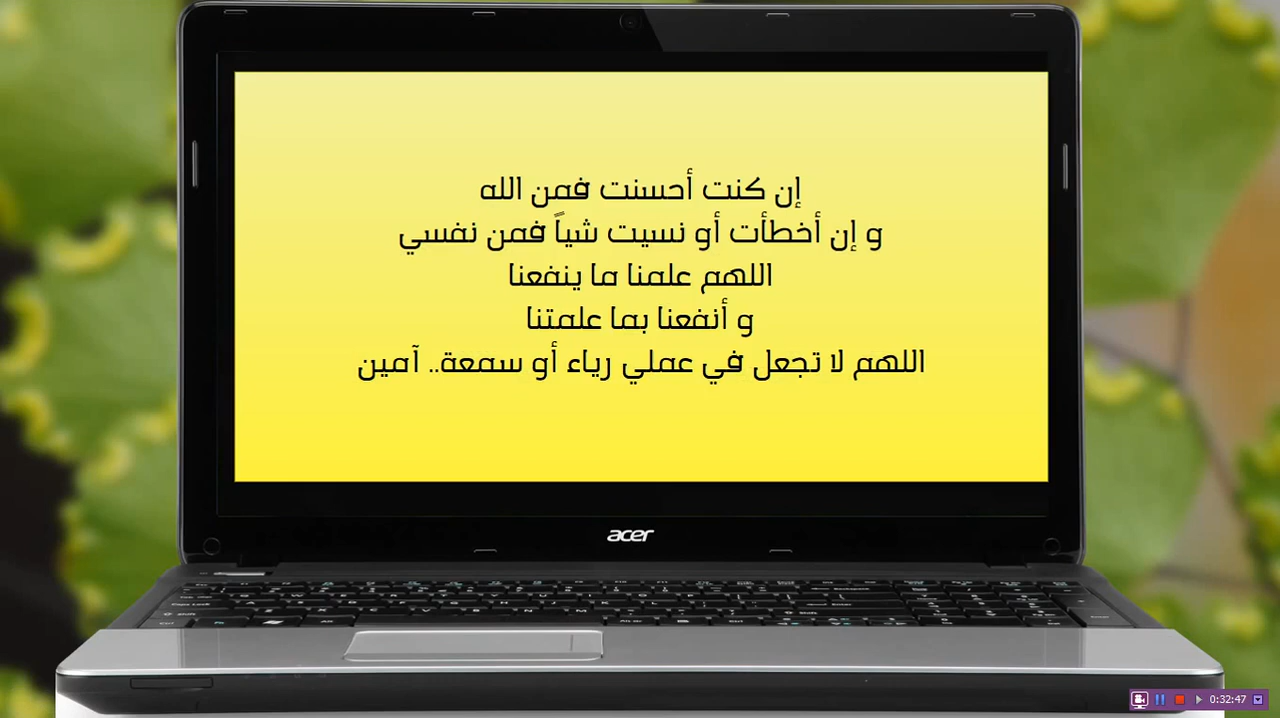 إن كنت أحسنت فمن الله
و إن أخطأت أو نسيت شياً فمن نفسي
اللهم علمنا ما ينفعنا
و أنفعنا بما علمتنا
اللهم لا تجعل في عملي رياء أو سمعة.. آمين
acer
0:32:47